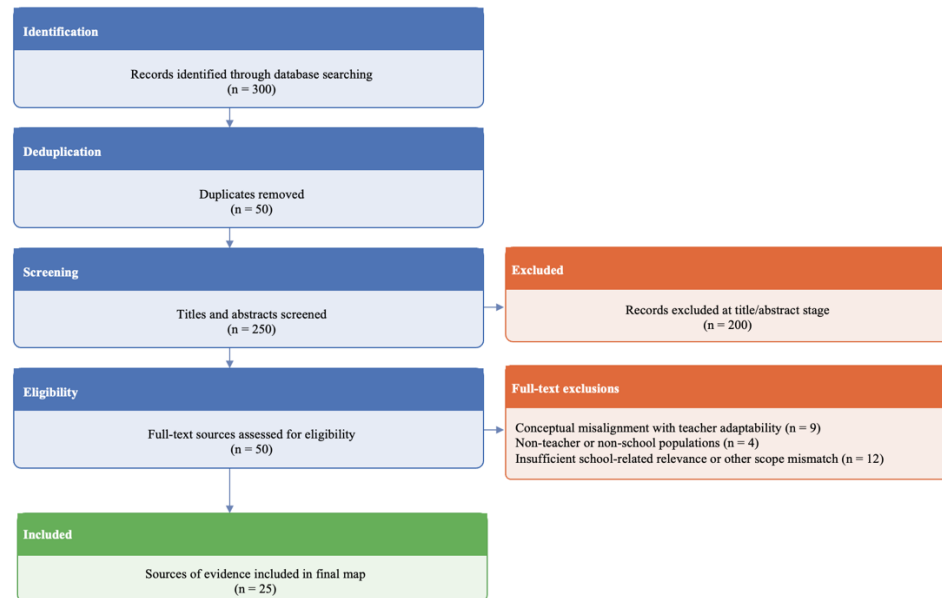 Identification
Records identified through database searching
(n = 300)
Deduplication
Duplicates removed
(n = 50)
Screening
Titles and abstracts screened
(n = 250)
Excluded
Records excluded at title/abstract stage
(n = 200)
Eligibility
Full-text sources assessed for eligibility
(n = 50)
Full-text exclusions
Conceptual misalignment with teacher adaptability (n = 9)
Non-teacher or non-school populations (n = 4)
Insufficient school-related relevance or other scope mismatch (n = 12)
Included
Sources of evidence included in final map
(n = 25)